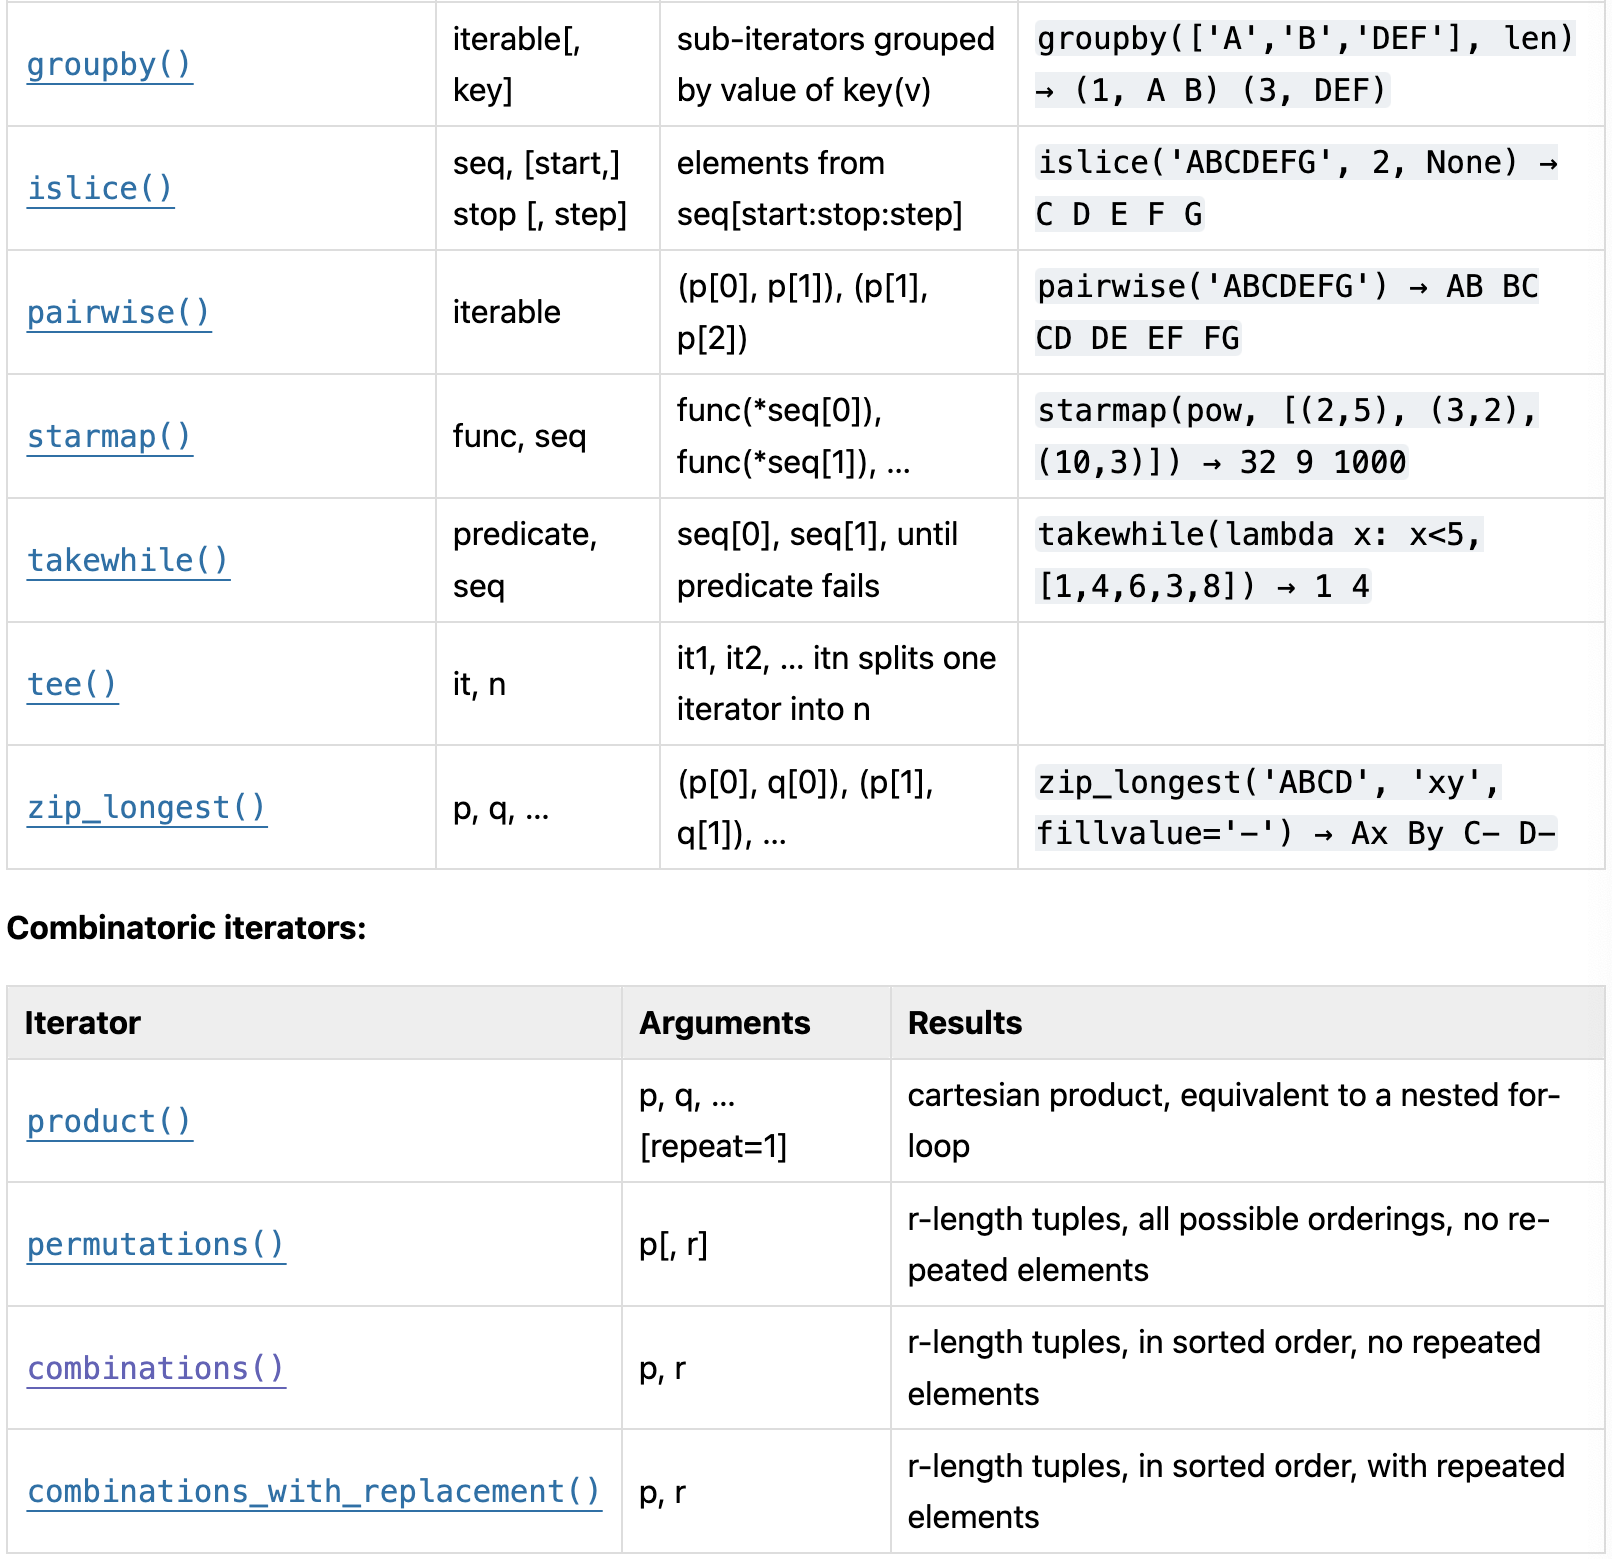 groupby()
iterable[,
key]
sub-iterators grouped
by value of key(v)
groupby(['A','B','DEF'], len)
→ (1, A B) (3, DEF)
islice()
seq, [start,]
stop [, step]
elements from
seq[start:stop:step]
islice('ABCDEFG', 2, None) →
C D E F G
pairwise()
iterable
(p[0], p[1]), (p[1],
p[2])
pairwise('ABCDEFG') → AB BC
CD DE EF FG
starmap()
func, seq
func(*seq[0]),
func(*seq[1]), …
starmap(pow, [(2,5), (3,2),
(10,3)]) → 32 9 1000
takewhile()
predicate,
seq
seq[0], seq[1], until
predicate fails
takewhile(lambda x: x<5,
[1,4,6,3,8]) → 1 4
tee()
it, n
it1, it2, … itn splits one
iterator into n
zip_longest()
p, q, …
(p[0], q[0]), (p[1],
q[1]), …
zip_longest('ABCD', 'xy',
fillvalue='-') → Ax By C- D-
Combinatoric iterators:
Iterator
Arguments
Results
product()
p, q, …
[repeat=1]
cartesian product, equivalent to a nested for-
loop
permutations()
p[, r]
r-length tuples, all possible orderings, no re-
peated elements
combinations()
p, r
r-length tuples, in sorted order, no repeated
elements
combinations_with_replacement()
p, r
r-length tuples, in sorted order, with repeated
elements